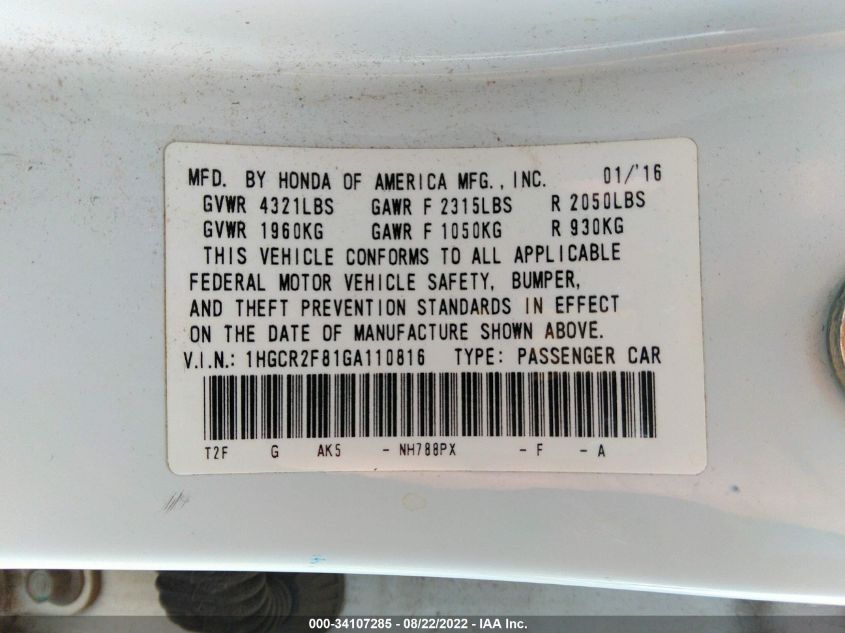 MFD. BY HONDA OF AMERICA MFG., INC. 01/'16
GVWR 4321LBS GAWR F 2315LBS R 2050LBS
GVWR 1960KG GAWR F 1050KG R 930KG
THIS VEHICLE CONFORMS TO ALL APPLICABLE
FEDERAL MOTOR VEHICLE SAFETY, BUMPER,
AND THEFT PREVENTION STANDARDS IN EFFECT
ON THE DATE OF MANUFACTURE SHOWN ABOVE.
V.I.N.: 1HGCR2F81GA110816 TYPE: PASSENGER CAR
T2F G AK5 - NH788PX - F - A
000-34107285 - 08/22/2022 - IAA Inc.